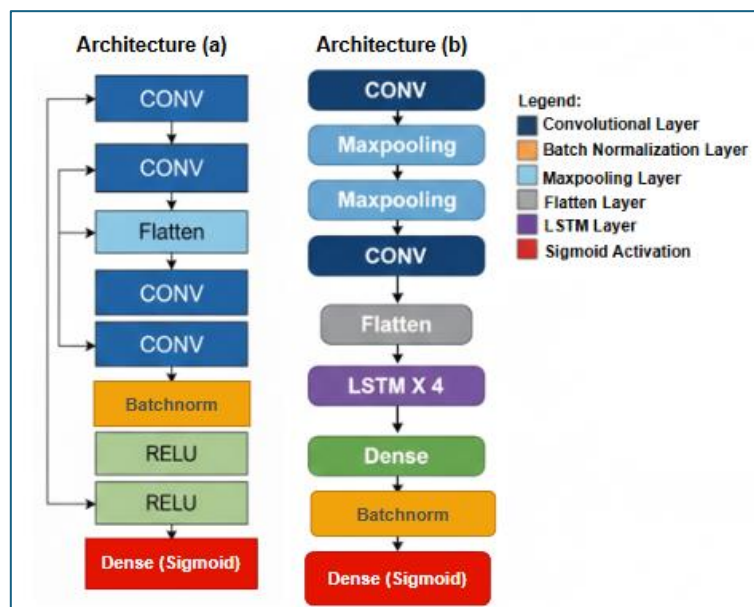 Architecture (a)
CONV
CONV
Flatten
CONV
CONV
Batchnorm
RELU
RELU
Dense (Sigmoid)
Architecture (b)
CONV
Maxpooling
Maxpooling
CONV
Flatten
LSTM X 4
Dense
Batchnorm
Dense (Sigmoid)
Legend:
Convolutional Layer
Batch Normalization Layer
Maxpooling Layer
Flatten Layer
LSTM Layer
Sigmoid Activation